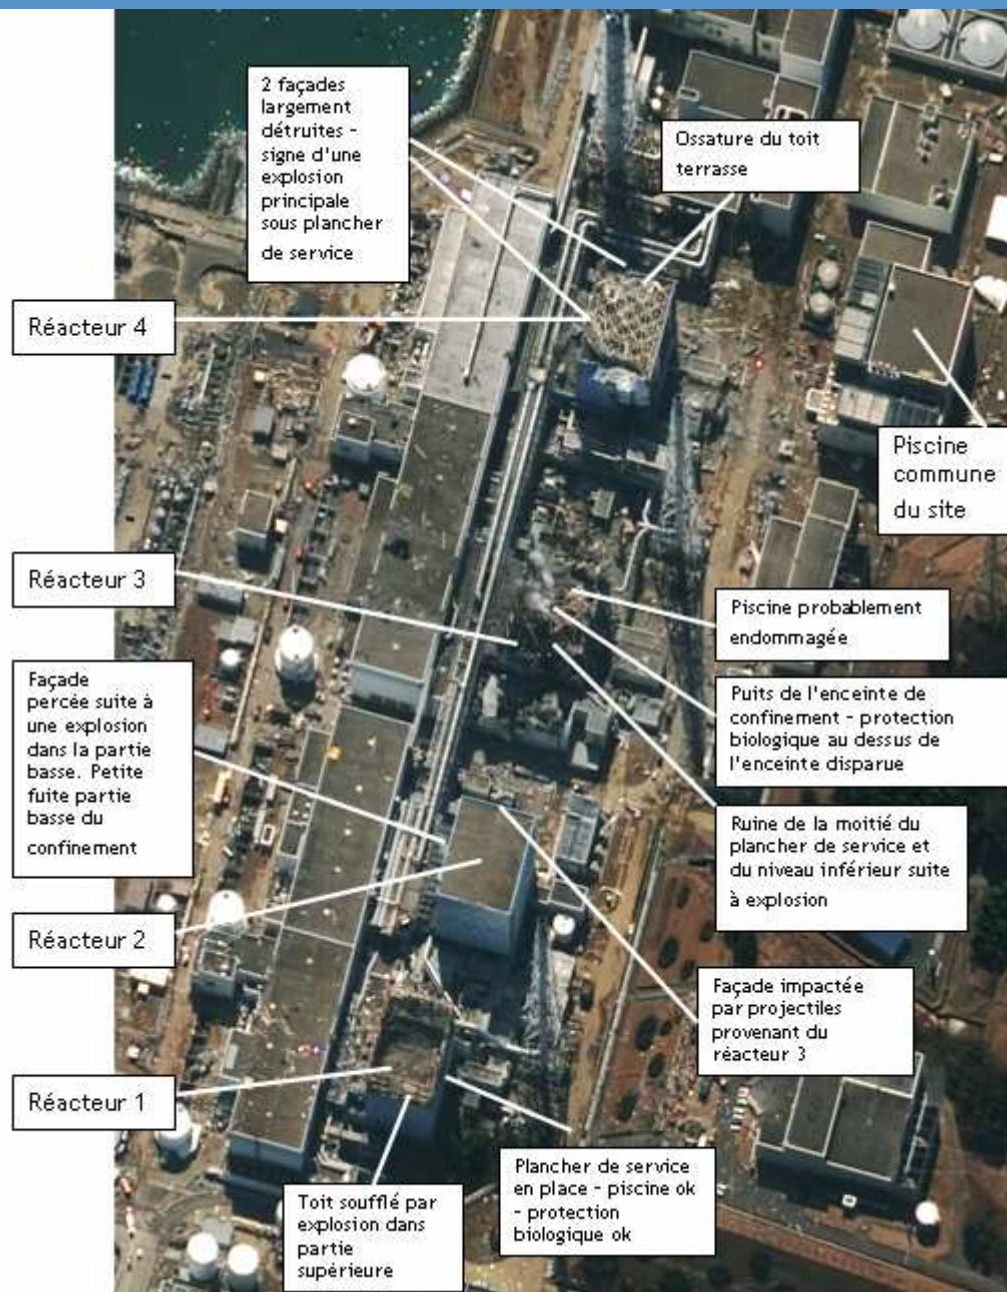 2 façades
largement
détruites -
signe d'une
explosion
principale
sous plancher
de service
Ossature du toit
terrasse
Réacteur 4
Piscine
commune
du site
Réacteur 3
Piscine probablement
endommagée
Façade
percée suite à
une explosion
dans la partie
basse. Petite
fuite partie
basse du
confinement
Puits de l'enceinte de
confinement - protection
biologique au dessus de
l'enceinte disparue
Ruine de la moitié du
plancher de service et
du niveau inférieur suite
à explosion
Réacteur 2
Façade impactée
par projectiles
provenant du
réacteur 3
Réacteur 1
Plancher de service
en place - piscine ok
- protection
biologique ok
Toit soufflé par
explosion dans
partie
supérieure